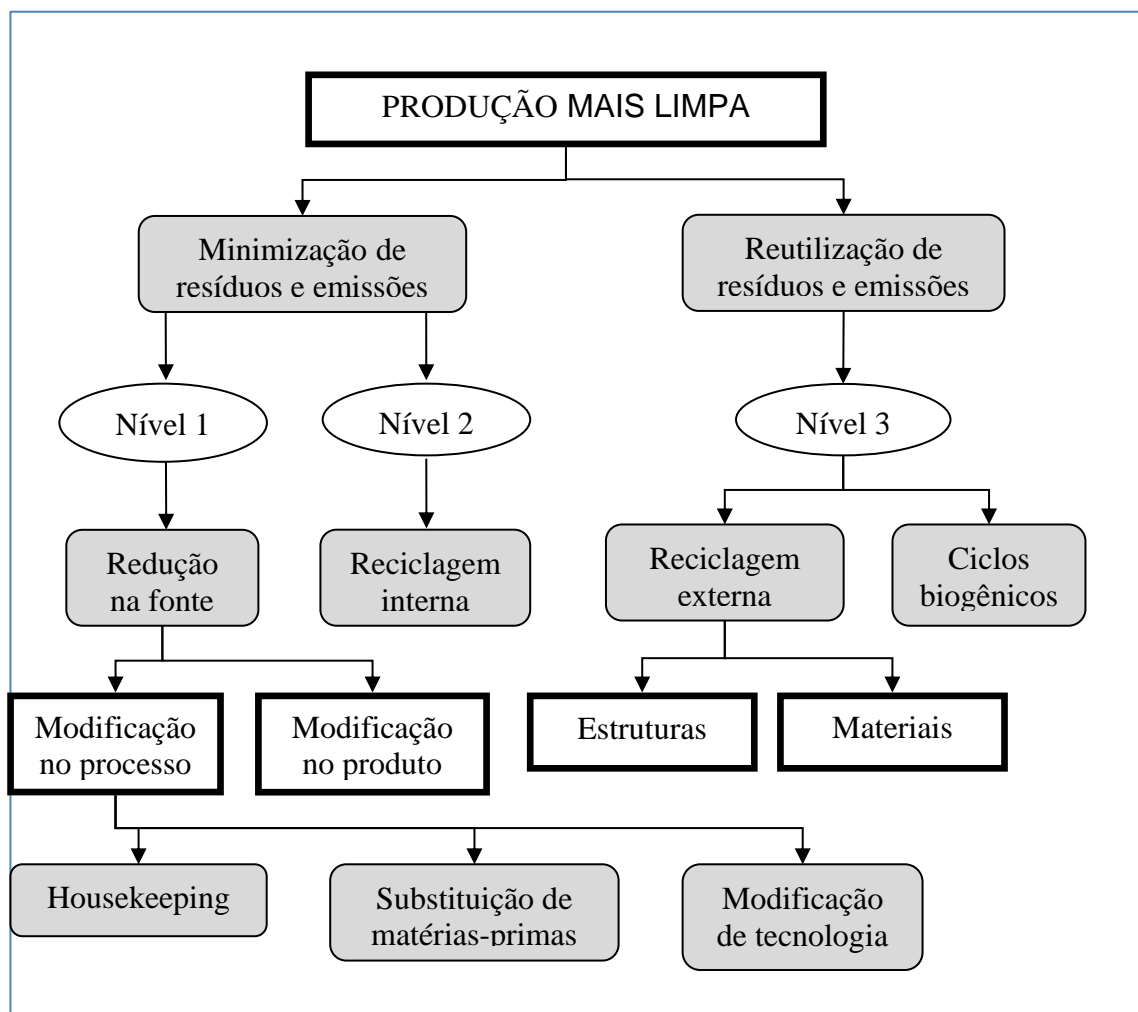 PRODUÇÃO MAIS LIMPA
Minimização de
resíduos e emissões
Reutilização de
resíduos e emissões
Nível 1
Nível 2
Nível 3
Redução
na fonte
Reciclagem
interna
Reciclagem
externa
Ciclos
biogênicos
Modificação
no processo
Modificação
no produto
Estruturas
Materiais
Housekeeping
Substituição de
matérias-primas
Modificação
de tecnologia